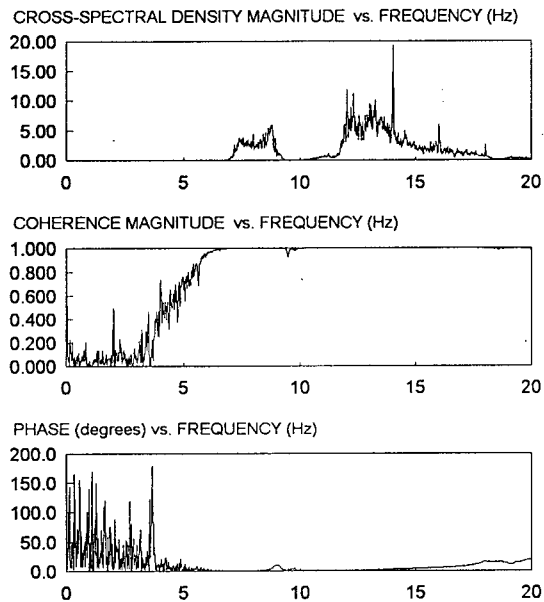 CROSS-SPECTRAL DENSITY MAGNITUDE vs. FREQUENCY (Hz)
20.00
15.00
10.00
5.00
0.00
0 5 10 15 20
COHERENCE MAGNITUDE vs. FREQUENCY (Hz)
1.000
0.800
0.600
0.400
0.200
0.000
0 5 10 15 20
PHASE (degrees) vs. FREQUENCY (Hz)
200.0
150.0
100.0
50.0
0.0
0 5 10 15 20